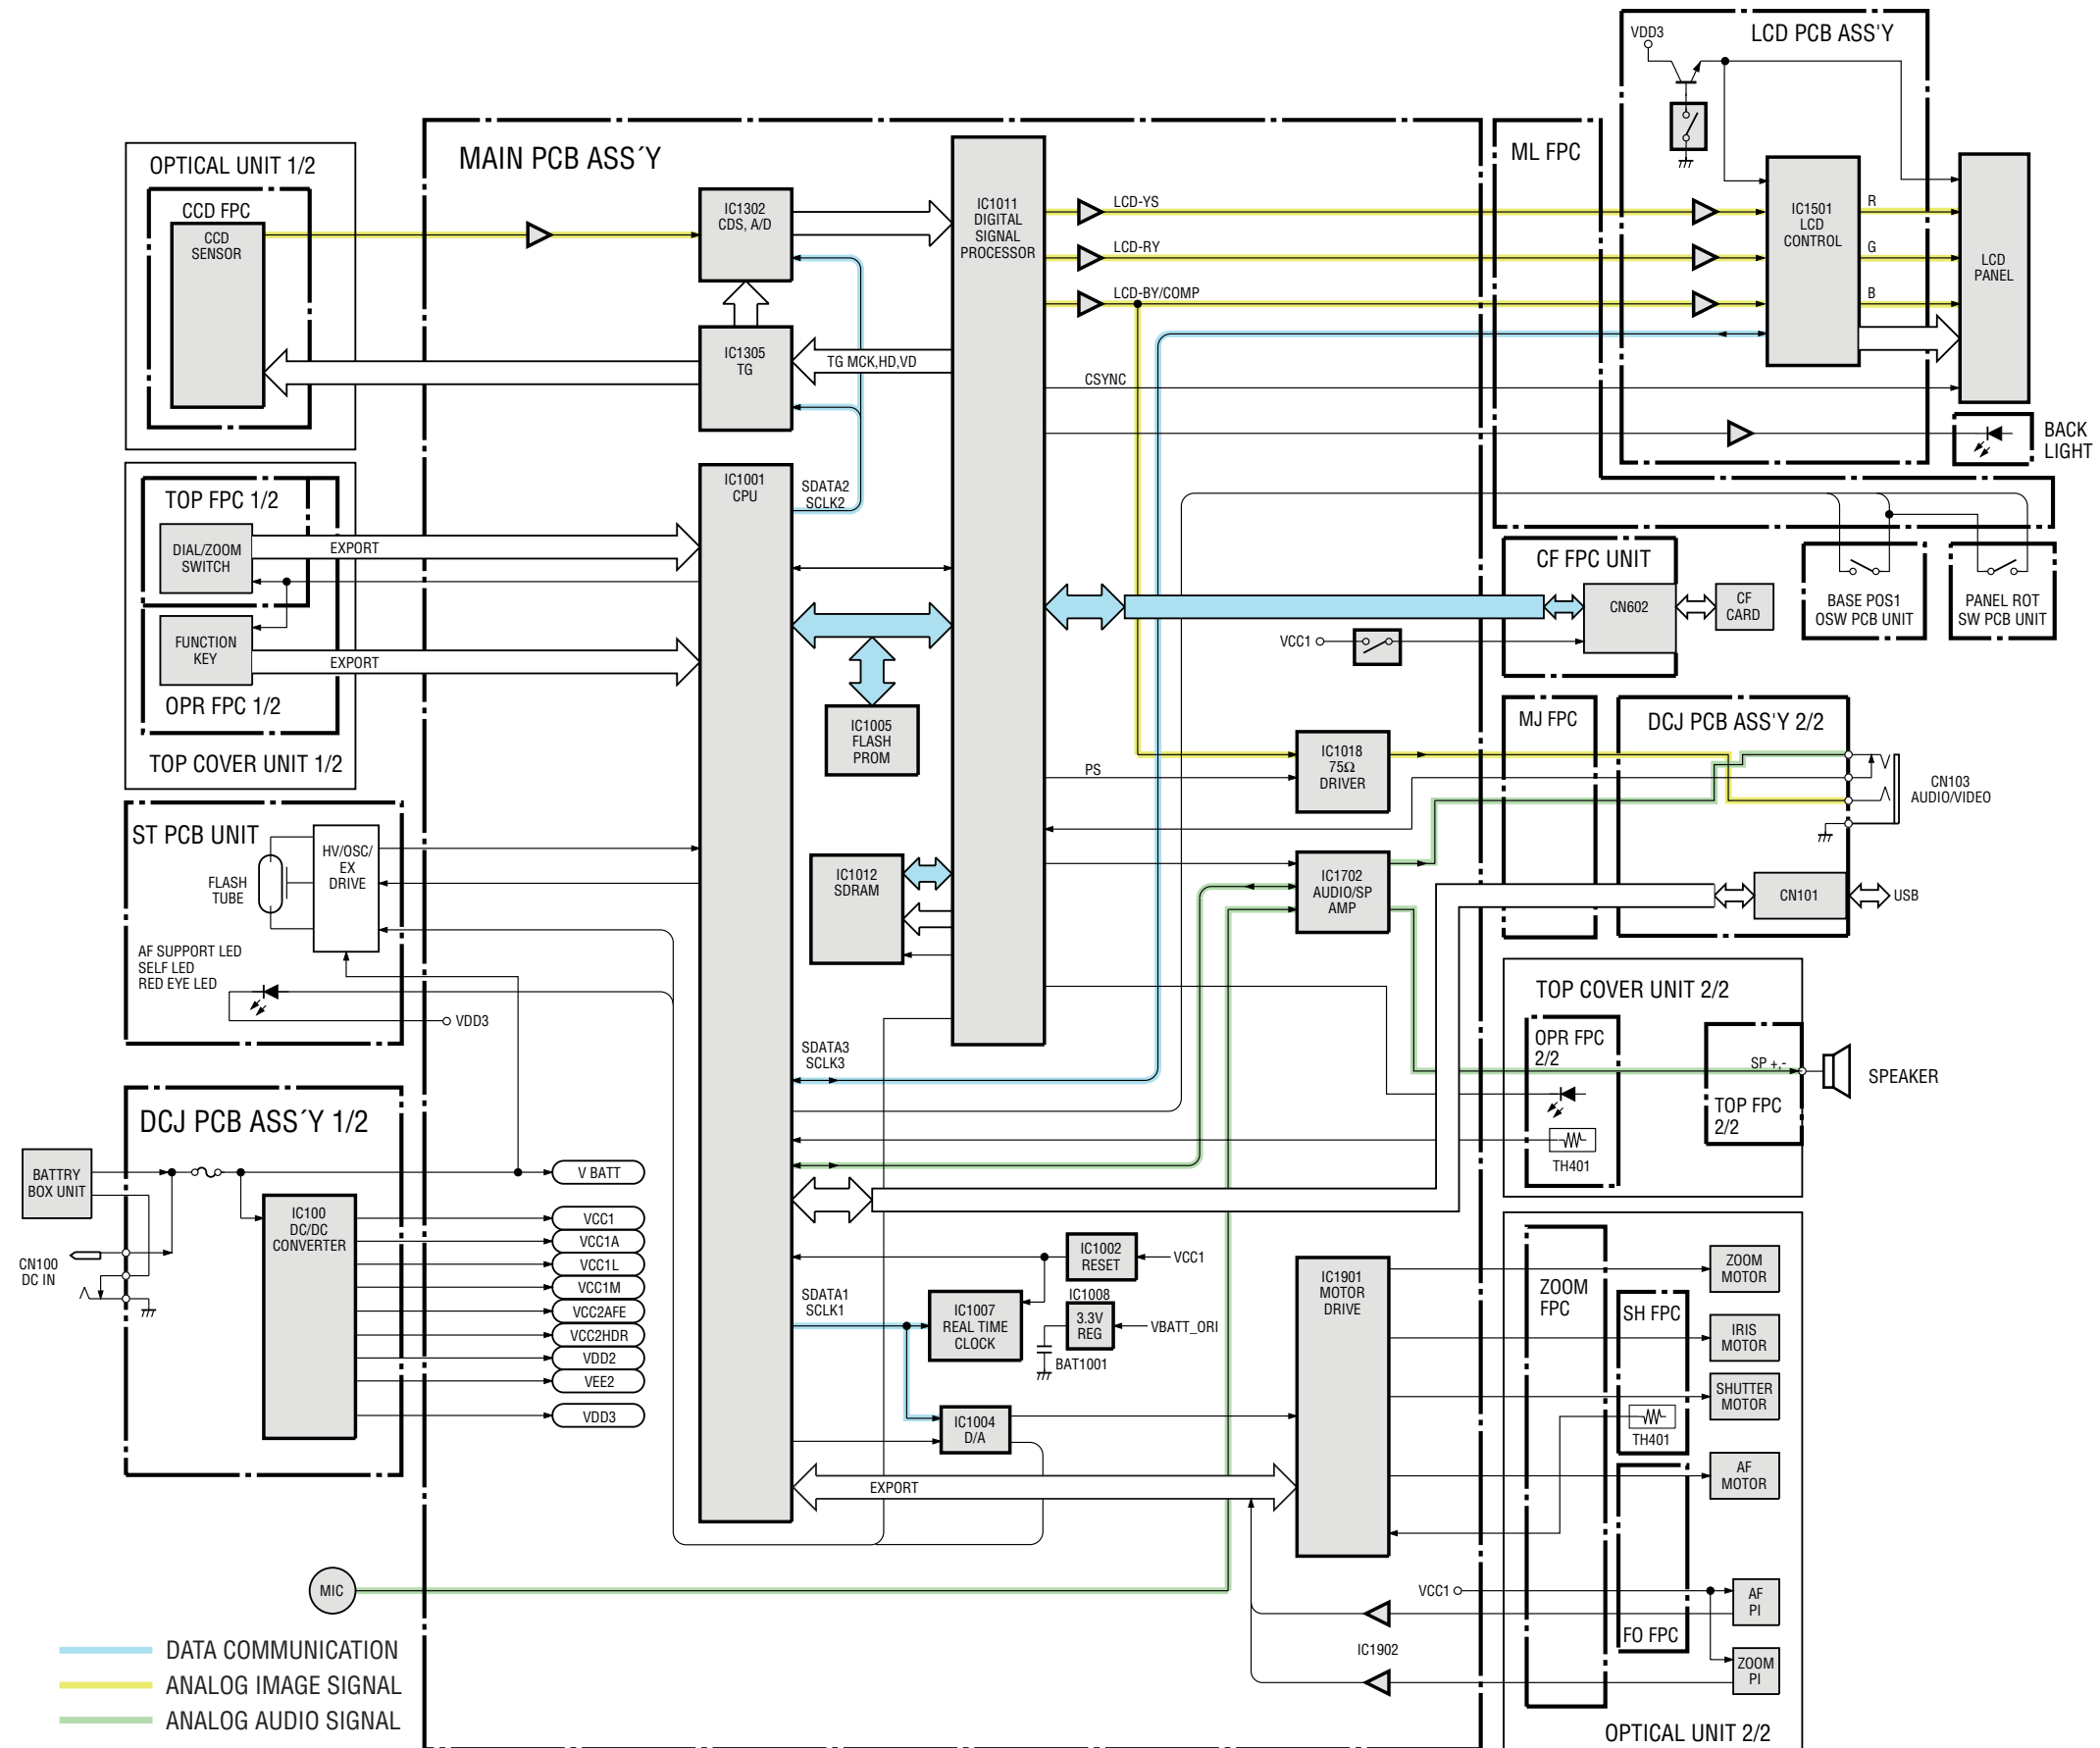 LCD PCB ASS'Y
VDD3
ML FPC
IC1501
LCD
CONTROL
R
G
B
LCD
PANEL
BACK
LIGHT
MAIN PCB ASS´Y
OPTICAL UNIT 1/2
CCD FPC
CCD
SENSOR
IC1302
CDS, A/D
IC1305
TG
TG MCK,HD,VD
IC1011
DIGITAL
SIGNAL
PROCESSOR
LCD-YS
LCD-RY
LCD-BY/COMP
CSYNC
TOP FPC 1/2
DIAL/ZOOM
SWITCH
EXPORT
FUNCTION
KEY
EXPORT
OPR FPC 1/2
TOP COVER UNIT 1/2
IC1001
CPU
SDATA2
SCLK2
IC1005
FLASH
PROM
CF FPC UNIT
CN602
CF
CARD
VCC1
BASE POS1
OSW PCB UNIT
PANEL ROT
SW PCB UNIT
MJ FPC
DCJ PCB ASS'Y 2/2
IC1018
75Ω
DRIVER
PS
CN103
AUDIO/VIDEO
ST PCB UNIT
HV/OSC/
EX
DRIVE
FLASH
TUBE
AF SUPPORT LED
SELF LED
RED EYE LED
VDD3
IC1012
SDRAM
IC1702
AUDIO/SP
AMP
CN101
USB
TOP COVER UNIT 2/2
OPR FPC
2/2
SP +,-
TOP FPC
2/2
SPEAKER
TH401
SDATA3
SCLK3
DCJ PCB ASS´Y 1/2
BATTRY
BOX UNIT
CN100
DC IN
IC100
DC/DC
CONVERTER
V BATT
VCC1
VCC1A
VCC1L
VCC1M
VCC2AFE
VCC2HDR
VDD2
VEE2
VDD3
IC1002
RESET
VCC1
SDATA1
SCLK1
IC1007
REAL TIME
CLOCK
IC1008
3.3V
REG
VBATT_ORI
BAT1001
IC1004
D/A
EXPORT
IC1901
MOTOR
DRIVE
ZOOM
FPC
SH FPC
TH401
ZOOM
MOTOR
IRIS
MOTOR
SHUTTER
MOTOR
AF
MOTOR
VCC1
IC1902
FO FPC
AF
PI
ZOOM
PI
OPTICAL UNIT 2/2
MIC
DATA COMMUNICATION
ANALOG IMAGE SIGNAL
ANALOG AUDIO SIGNAL